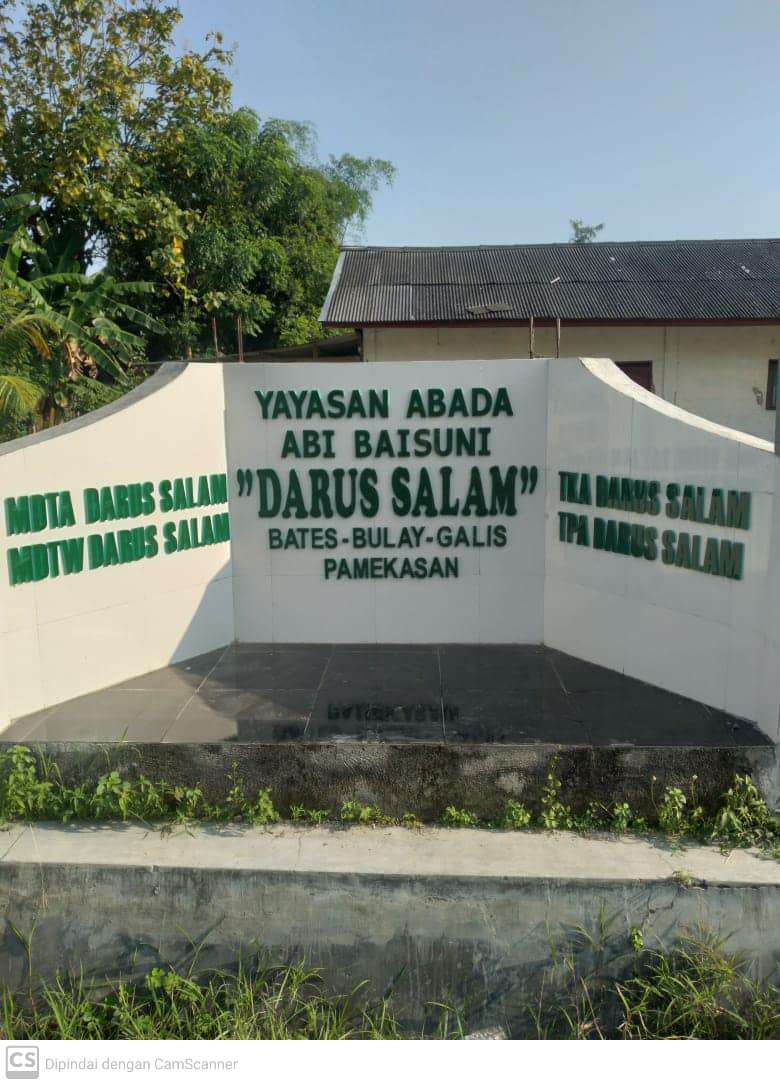 MDTA DARUS SALAM
MDTW DARUS SALAM
YAYASAN ABADA
ABI BAISUNI
"DARUS SALAM"
BATES-BULAY-GALIS
PAMEKASAN
TKA DARUS SALAM
TPA DARUS SALAM
CS Dipindai dengan CamScanner